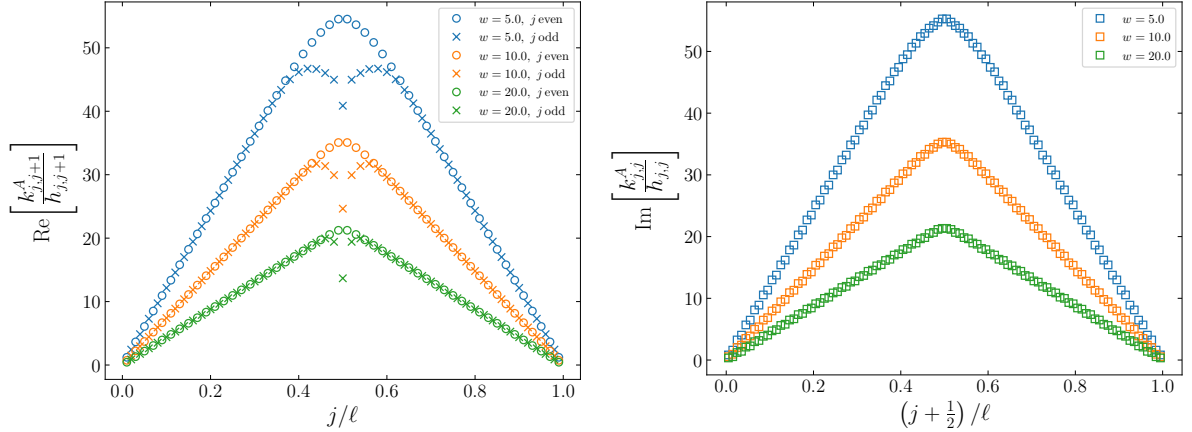 Re [ k^A_{j,j+1} / h_{j,j+1} ]
50
40
30
20
10
0
w = 5.0, j even
w = 5.0, j odd
w = 10.0, j even
w = 10.0, j odd
w = 20.0, j even
w = 20.0, j odd
0.0 0.2 0.4 0.6 0.8 1.0
j/ℓ
Im [ k^A_{j,j} / h_{j,j} ]
50
40
30
20
10
0
w = 5.0
w = 10.0
w = 20.0
0.0 0.2 0.4 0.6 0.8 1.0
(j + 1/2) /ℓ